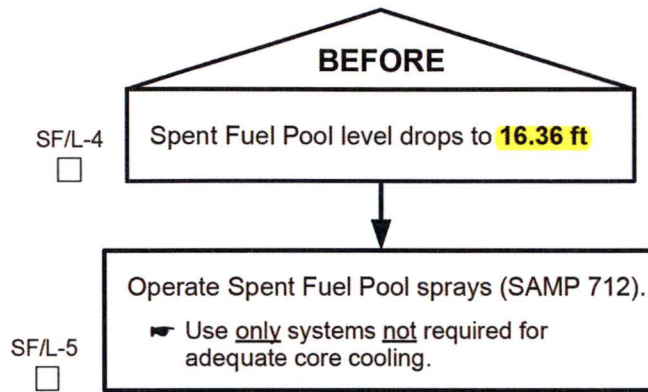 BEFORE
SF/L-4
Spent Fuel Pool level drops to 16.36 ft
Operate Spent Fuel Pool sprays (SAMP 712).
SF/L-5
☛ Use only systems not required for
adequate core cooling.